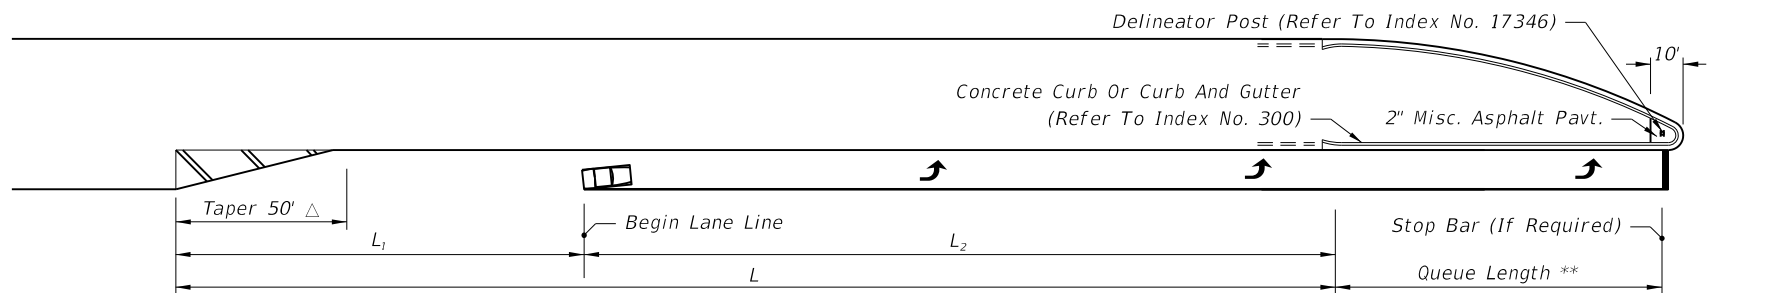 Delineator Post (Refer To Index No. 17346)
10'
Concrete Curb Or Curb And Gutter
(Refer To Index No. 300)
2" Misc. Asphalt Pavt.
Taper 50' △
Begin Lane Line
Stop Bar (If Required)
L1
L2
L
Queue Length **